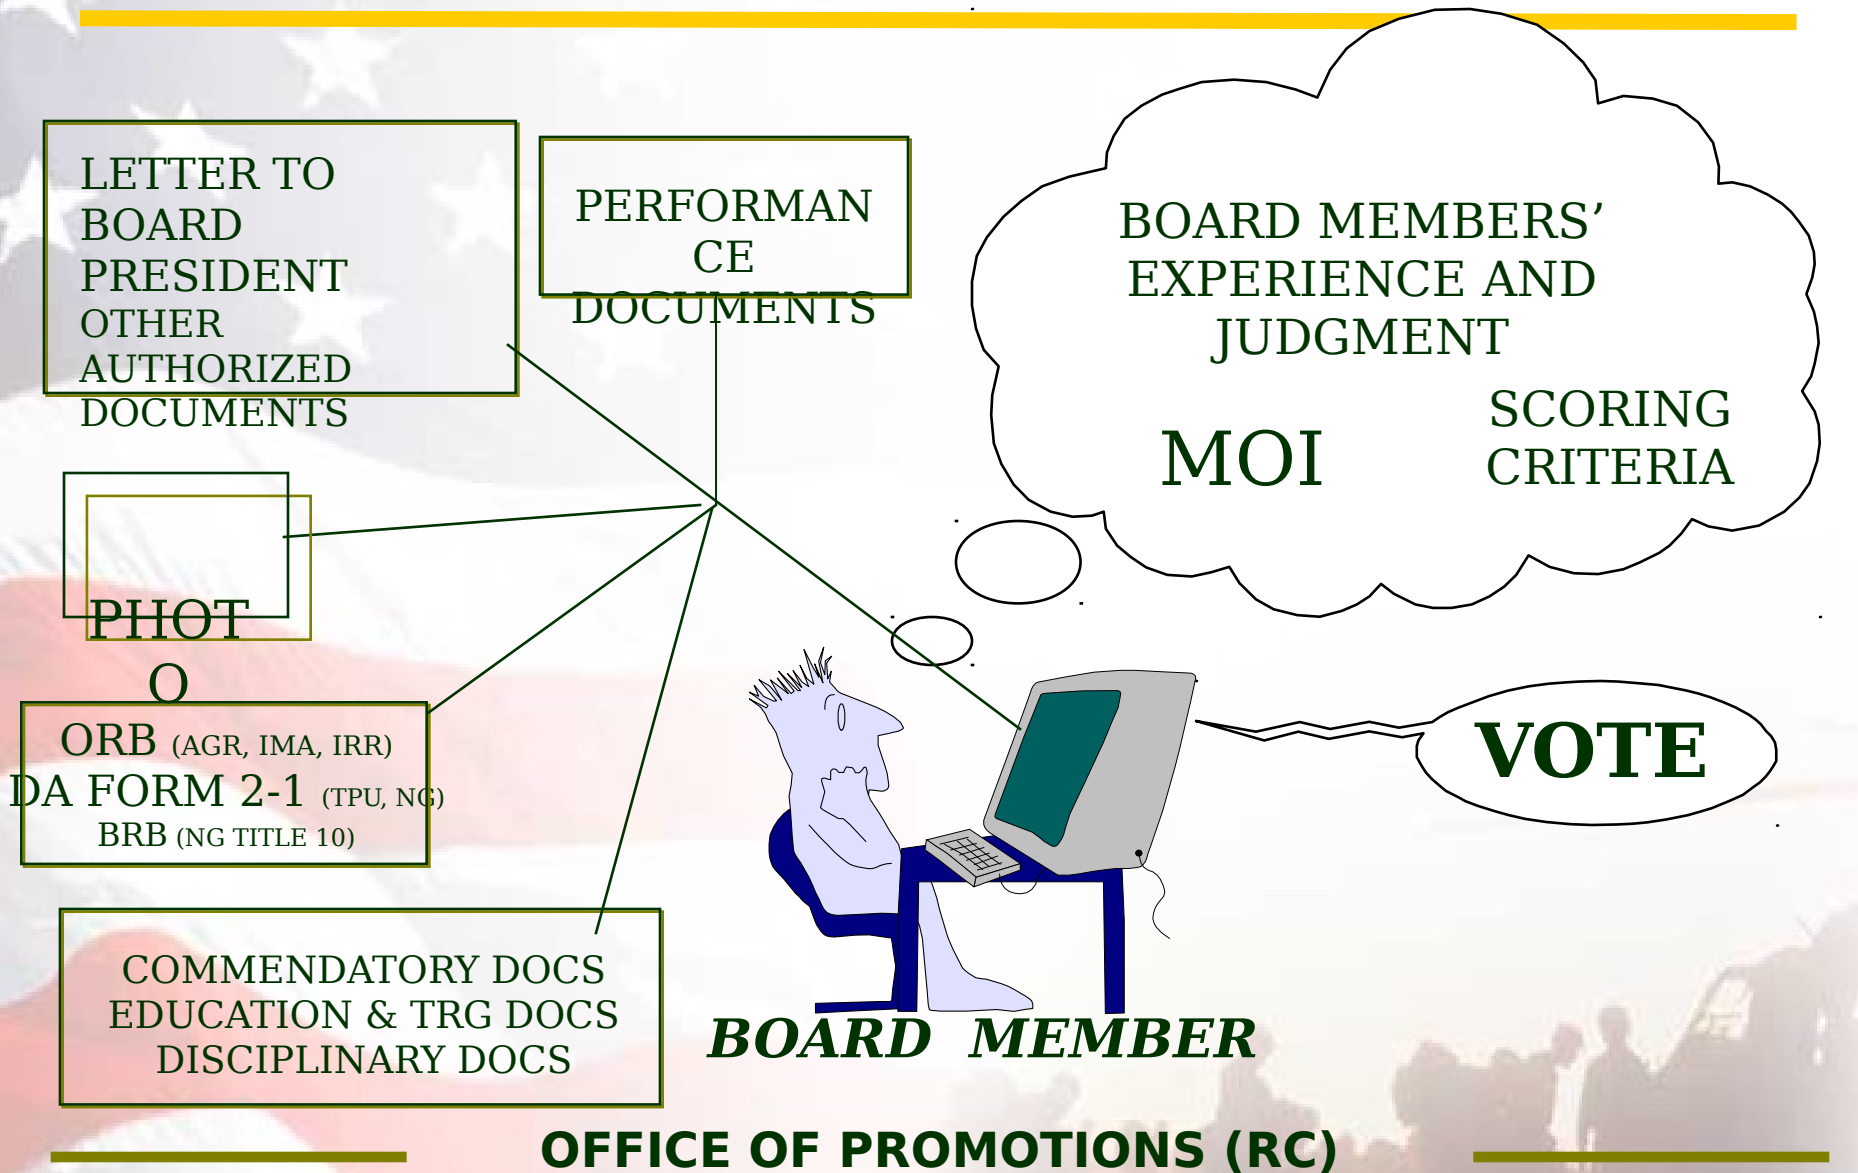 LETTER TO
BOARD
PRESIDENT
OTHER
AUTHORIZED
DOCUMENTS
PERFORMAN
CE
DOCUMENTS
BOARD MEMBERS’
EXPERIENCE AND
JUDGMENT
MOI
SCORING
CRITERIA
PHOT
O
ORB (AGR, IMA, IRR)
DA FORM 2-1 (TPU, NG)
BRB (NG TITLE 10)
VOTE
COMMENDATORY DOCS
EDUCATION & TRG DOCS
DISCIPLINARY DOCS
BOARD MEMBER
OFFICE OF PROMOTIONS (RC)